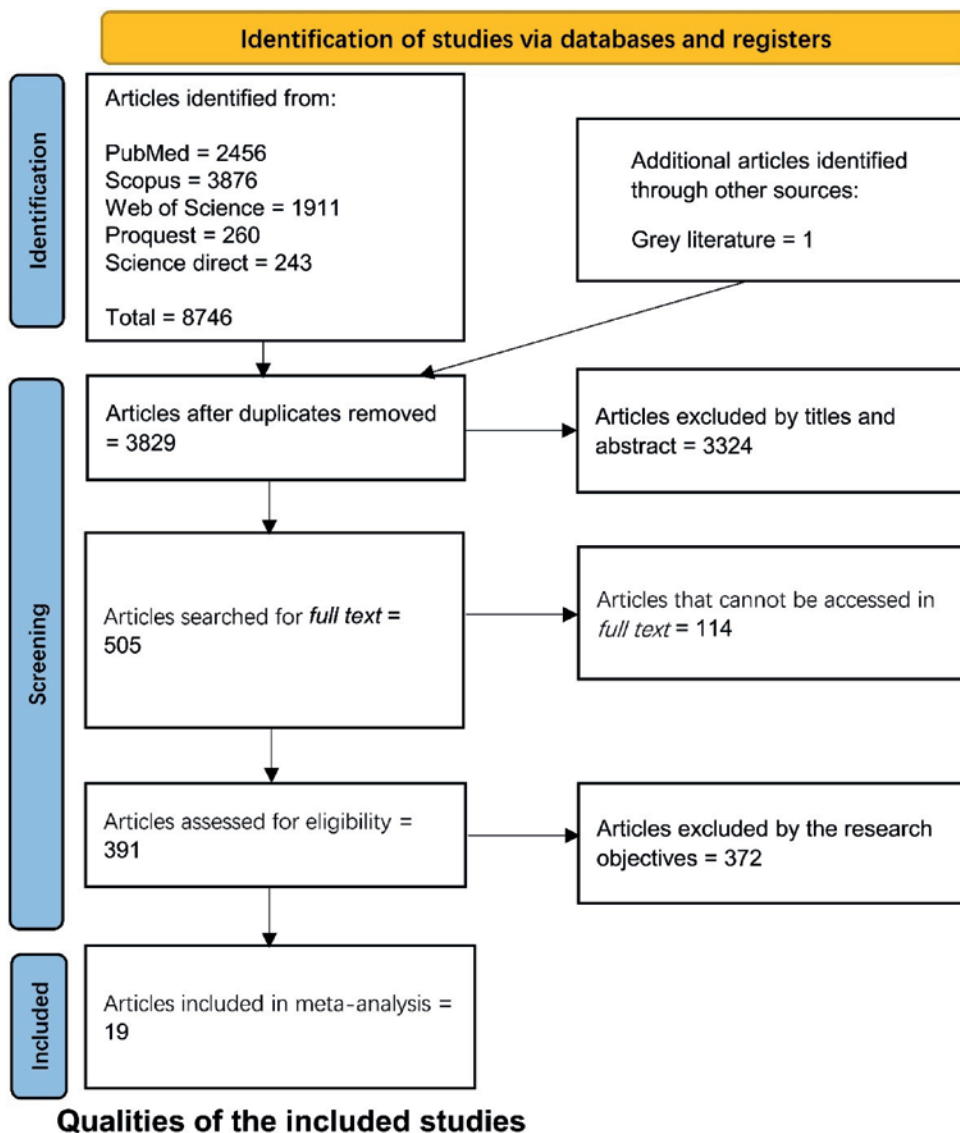 Identification of studies via databases and registers
Identification
Articles identified from:
PubMed = 2456
Scopus = 3876
Web of Science = 1911
Proquest = 260
Science direct = 243
Total = 8746
Additional articles identified
through other sources:
Grey literature = 1
Screening
Articles after duplicates removed
= 3829
Articles excluded by titles and
abstract = 3324
Articles searched for full text =
505
Articles that cannot be accessed in
full text = 114
Articles assessed for eligibility =
391
Articles excluded by the research
objectives = 372
Included
Articles included in meta-analysis =
19
Qualities of the included studies